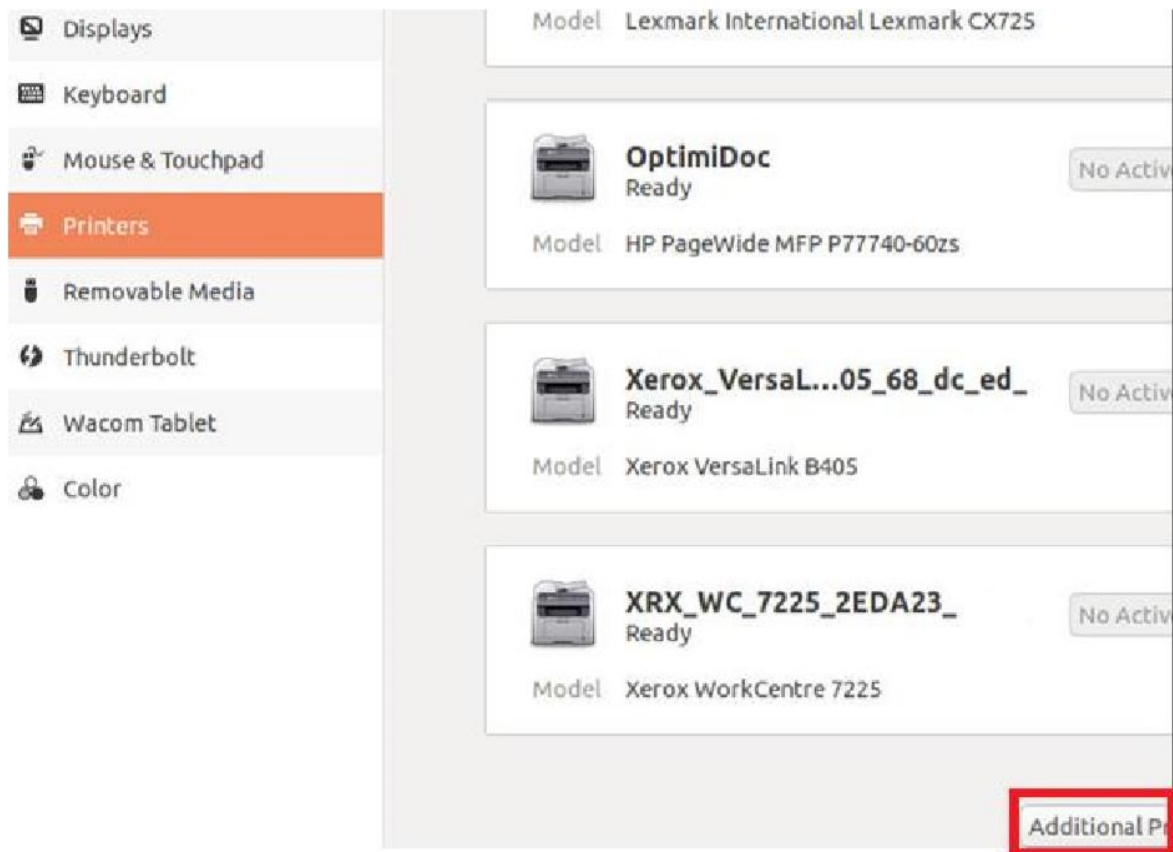 Displays
Keyboard
Mouse & Touchpad
Printers
Removable Media
Thunderbolt
Wacom Tablet
Color
Model Lexmark International Lexmark CX725
OptimiDoc
Ready
No Activ
Model HP PageWide MFP P77740-60zs
Xerox_VersaL...05_68_dc_ed_
Ready
No Activ
Model Xerox VersaLink B405
XRX_WC_7225_2EDA23_
Ready
No Activ
Model Xerox WorkCentre 7225
Additional P